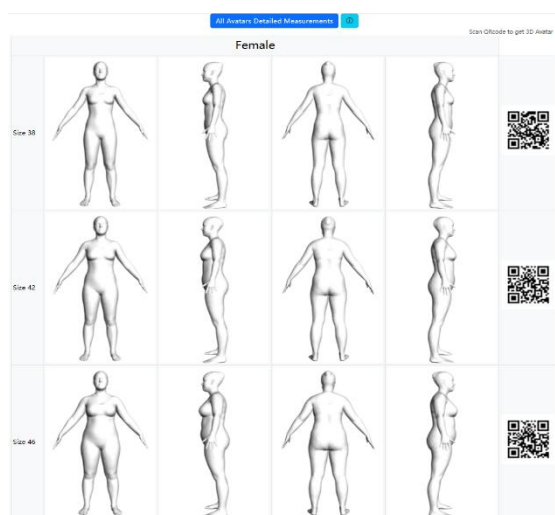 All Avatars Detailed Measurements
Scan QRcode to get 3D Avatar
Female
Size 38
Size 42
Size 46